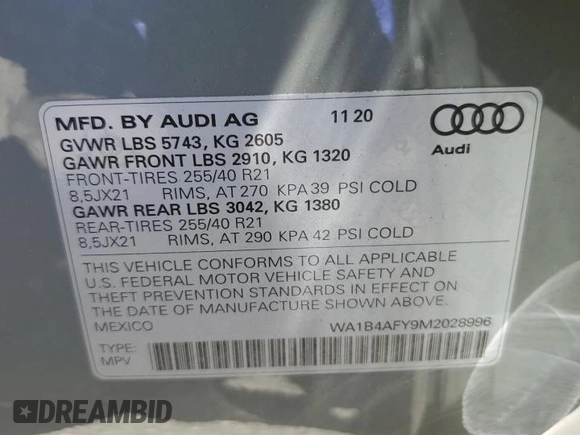 MFD. BY AUDI AG 11 20
GVWR LBS 5743, KG 2605
GAWR FRONT LBS 2910, KG 1320
FRONT-TIRES 255/40 R21
8,5JX21 RIMS, AT 270 KPA 39 PSI COLD
GAWR REAR LBS 3042, KG 1380
REAR-TIRES 255/40 R21
8,5JX21 RIMS, AT 290 KPA 42 PSI COLD
Audi
THIS VEHICLE CONFORMS TO ALL APPLICABLE
U.S. FEDERAL MOTOR VEHICLE SAFETY AND
THEFT PREVENTION STANDARDS IN EFFECT ON
THE DATE OF MANUFACTURE SHOWN ABOVE.
MEXICO WA1B4AFY9M2028996
TYPE:
MPV
DREAMBID